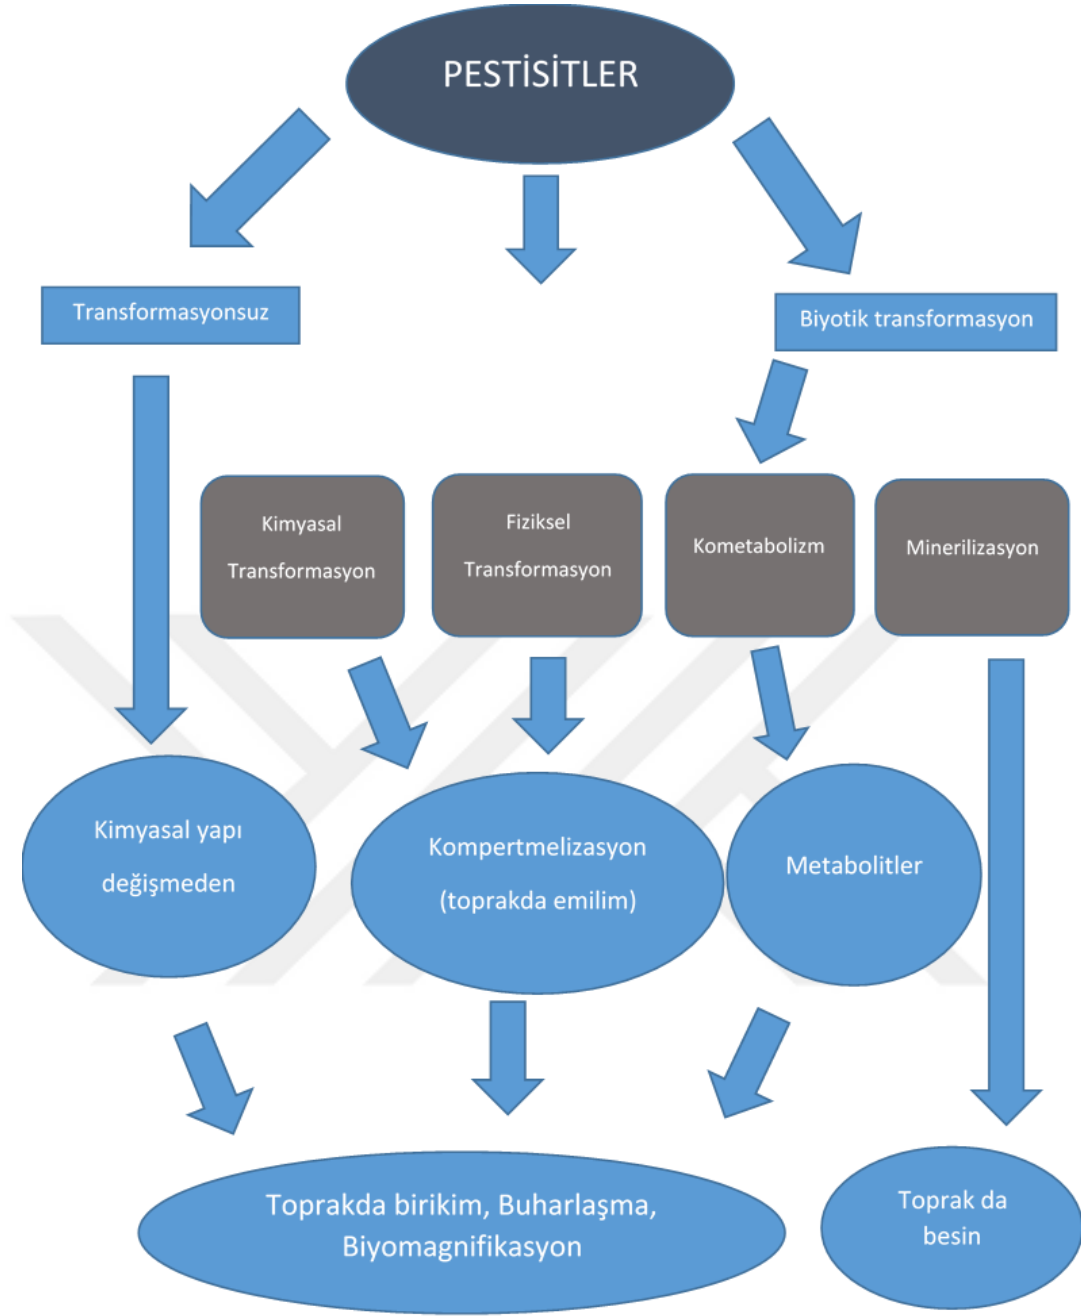 PESTİSİTLER
Transformasyonsuz
Biyotik transformasyon
Kimyasal
Transformasyon
Fiziksel
Transformasyon
Kometabolizm
Minerilizasyon
Kimyasal yapı
değişmeden
Kompertmelizasyon
(toprakda emilim)
Metabolitler
Toprakda birikim, Buharlaşma,
Biyomagnifikasyon
Toprak da
besin